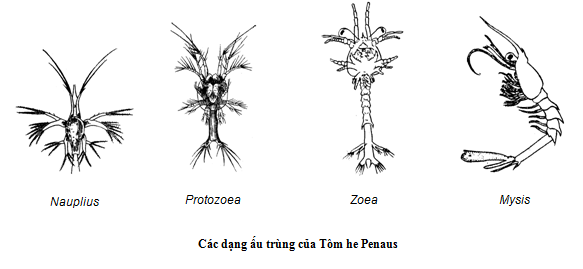 Nauplius Protozoea Zoea Mysis
Các dạng ấu trùng của Tôm he Penaus